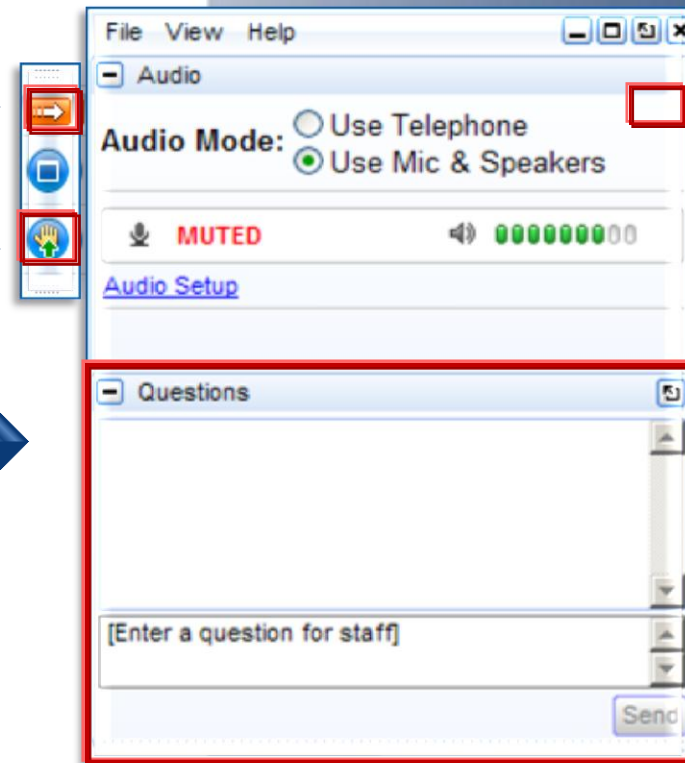 File View Help
Audio
Audio Mode:
Use Telephone
Use Mic & Speakers
MUTED
Audio Setup
Questions
[Enter a question for staff]
Send